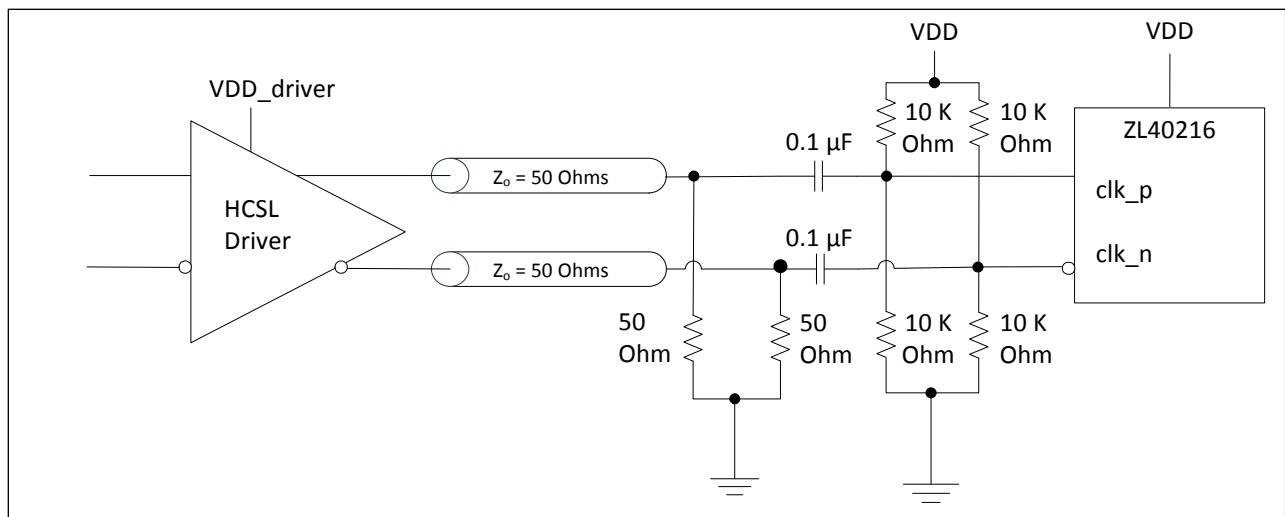 VDD_driver
HCSL
Driver
Zo = 50 Ohms
Zo = 50 Ohms
0.1 µF
0.1 µF
50
Ohm
50
Ohm
VDD
10 K
Ohm
10 K
Ohm
10 K
Ohm
10 K
Ohm
VDD
ZL40216
clk_p
clk_n